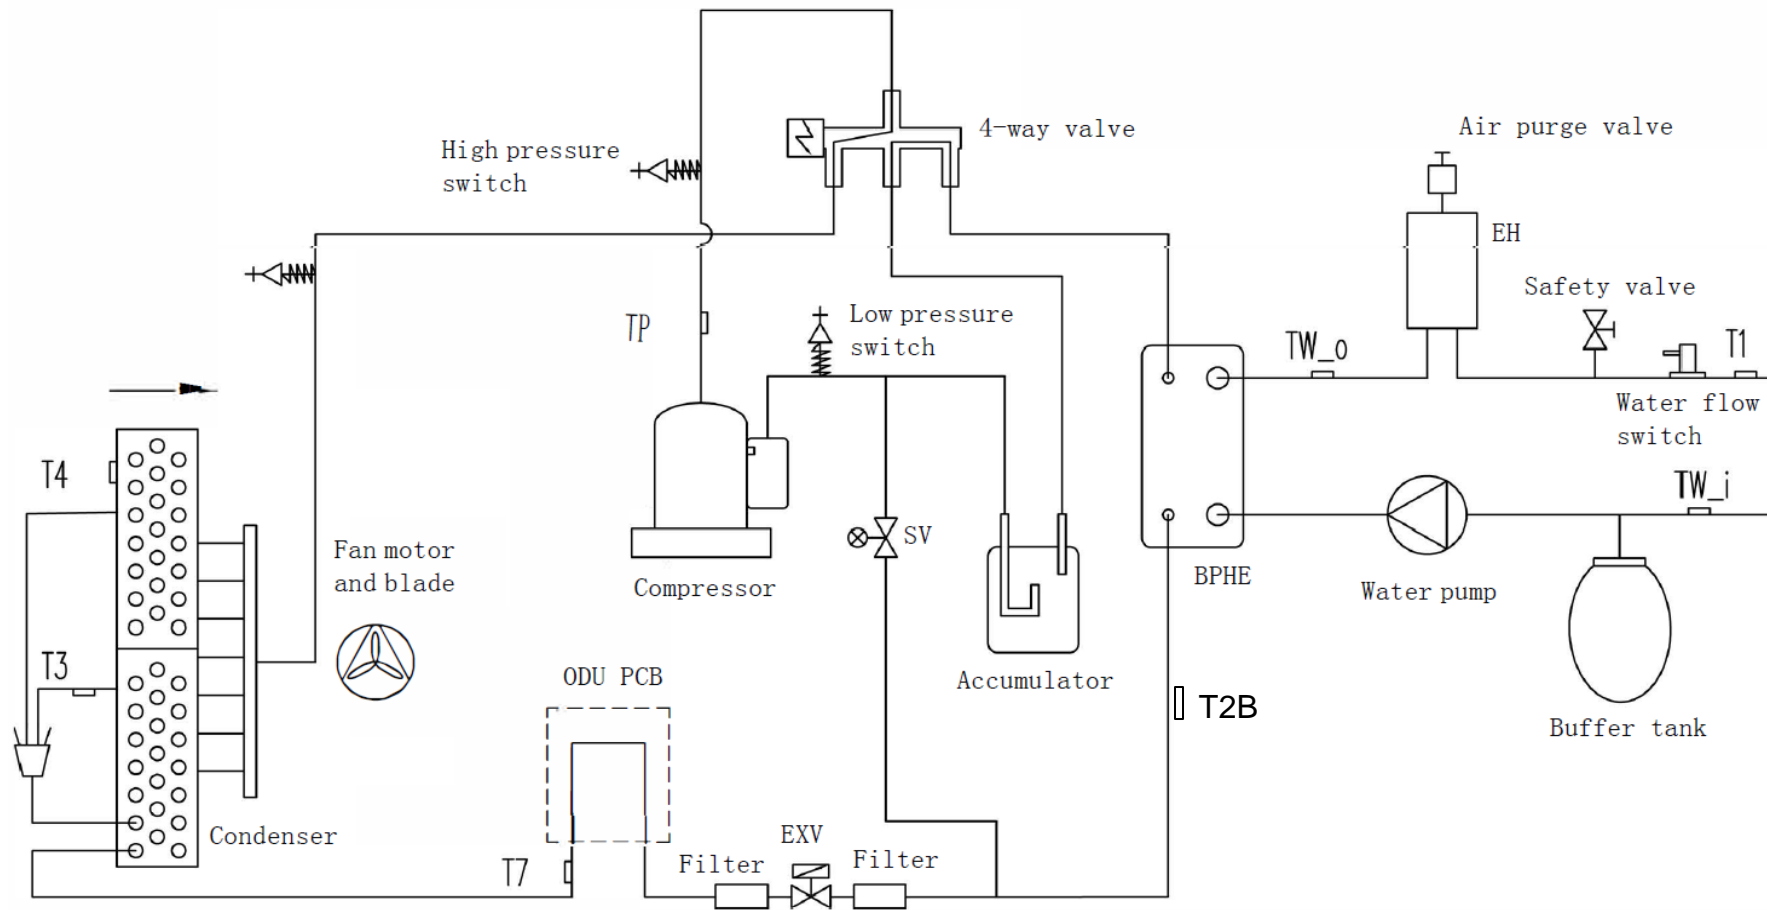 4-way valve
Air purge valve
High pressure
switch
EH
Safety valve
TP
Low pressure
switch
TW_o
T1
Water flow
switch
T4
TW_i
SV
Fan motor
and blade
Compressor
BPHE
Water pump
T3
ODU PCB
Accumulator
T2B
Buffer tank
Condenser
EXV
T7
Filter
Filter